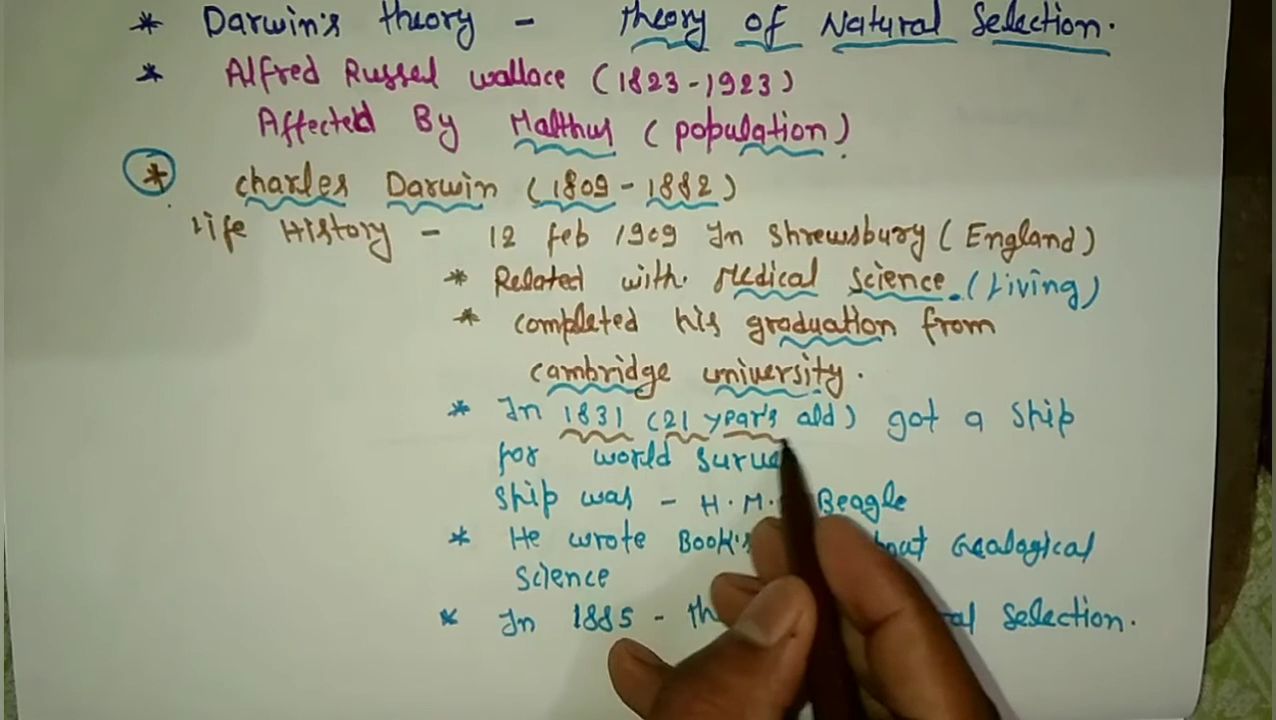 * Darwin's theory - theory of Natural Selection.
* Alfred Russel wallace (1823-1923)
Affected By Malthus (population).
* charles Darwin (1809-1882)
Life History - 12 feb 1909 In Shrewsbury (England)
* Related with. Medical Science. (Living)
* completed his graduation from
cambridge university.
* In 1831 (21 year's old) got a ship
for world
ship was - H.M. Beagle
* He wrote Book's Geological
Science
* In 1885 - Selection.